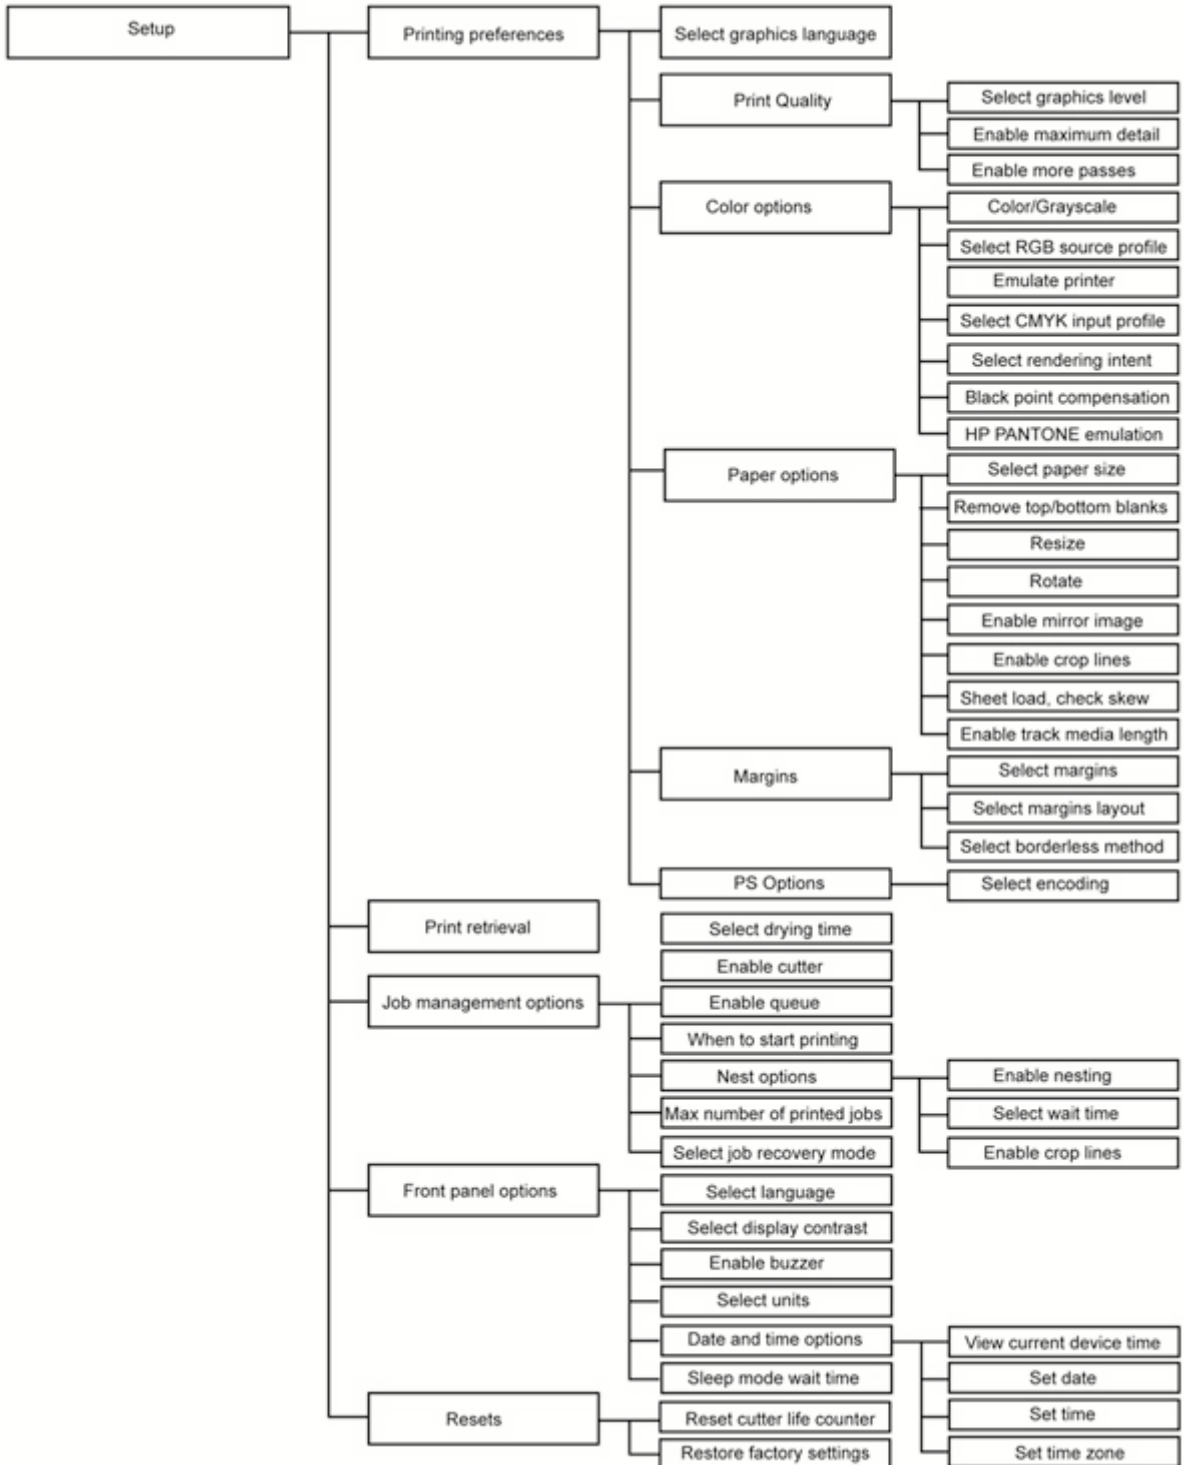 Setup
Printing preferences
Select graphics language
Print Quality
Select graphics level
Enable maximum detail
Enable more passes
Color options
Color/Grayscale
Select RGB source profile
Emulate printer
Select CMYK input profile
Select rendering intent
Black point compensation
HP PANTONE emulation
Paper options
Select paper size
Remove top/bottom blanks
Resize
Rotate
Enable mirror image
Enable crop lines
Sheet load, check skew
Enable track media length
Margins
Select margins
Select margins layout
Select borderless method
PS Options
Select encoding
Print retrieval
Select drying time
Enable cutter
Job management options
Enable queue
When to start printing
Nest options
Enable nesting
Select wait time
Enable crop lines
Max number of printed jobs
Select job recovery mode
Front panel options
Select language
Select display contrast
Enable buzzer
Select units
Date and time options
View current device time
Set date
Set time
Set time zone
Sleep mode wait time
Resets
Reset cutter life counter
Restore factory settings